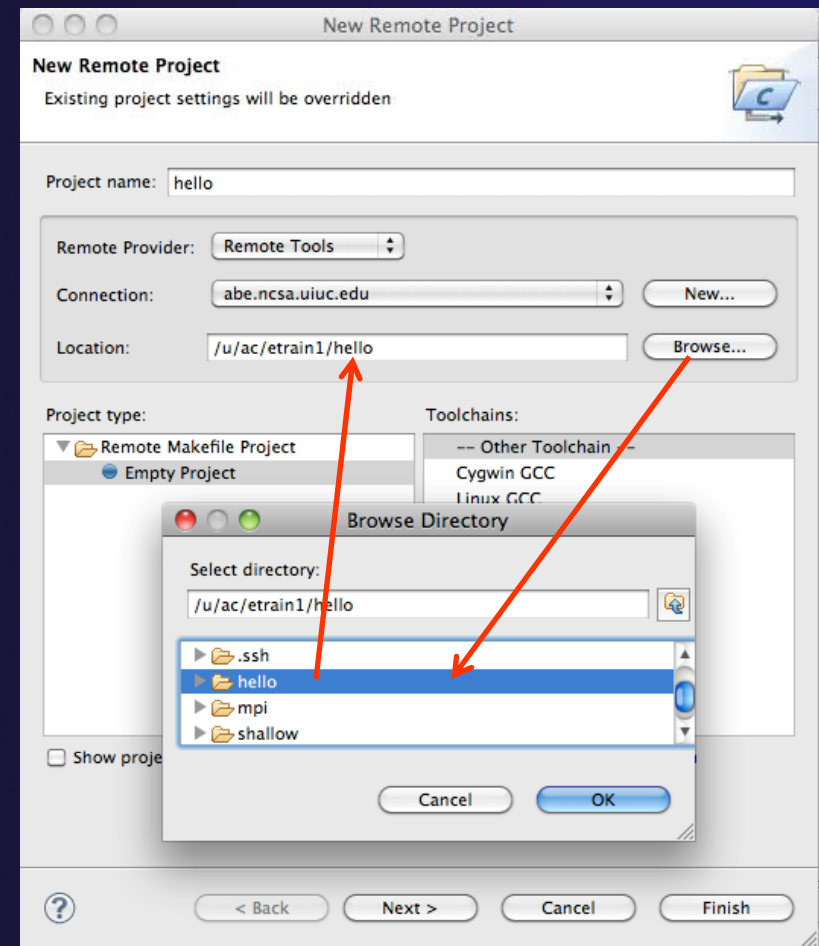 New Remote Project
New Remote Project
Existing project settings will be overridden
C
Project name: hello
Remote Provider: Remote Tools
Connection: abe.ncsa.uiuc.edu New...
Location: /u/ac/etrain1/hello Browse...
Project type: Toolchains:
Remote Makefile Project -- Other Toolchain --
Empty Project Cygwin GCC
Linux GCC
Browse Directory
Select directory:
/u/ac/etrain1/hello
.ssh
hello
mpi
shallow
Show proje
Cancel OK
? < Back Next > Cancel Finish